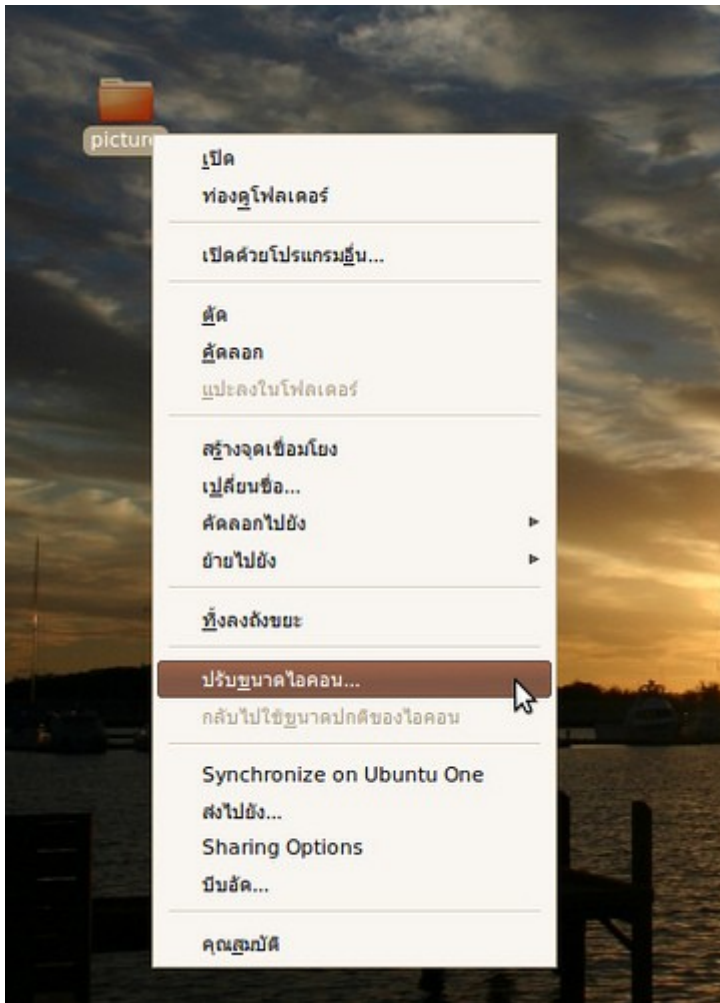 picture
เปิด
ท่องดูโฟลเดอร์
เปิดด้วยโปรแกรมอื่น...
ตัด
คัดลอก
แปะลงในโฟลเดอร์
สร้างจุดเชื่อมโยง
เปลี่ยนชื่อ...
คัดลอกไปยัง
ย้ายไปยัง
ทิ้งลงถังขยะ
ปรับขนาดไอคอน...
กลับไปใช้ขนาดปกติของไอคอน
Synchronize on Ubuntu One
ส่งไปยัง...
Sharing Options
บีบอัด...
คุณสมบัติ